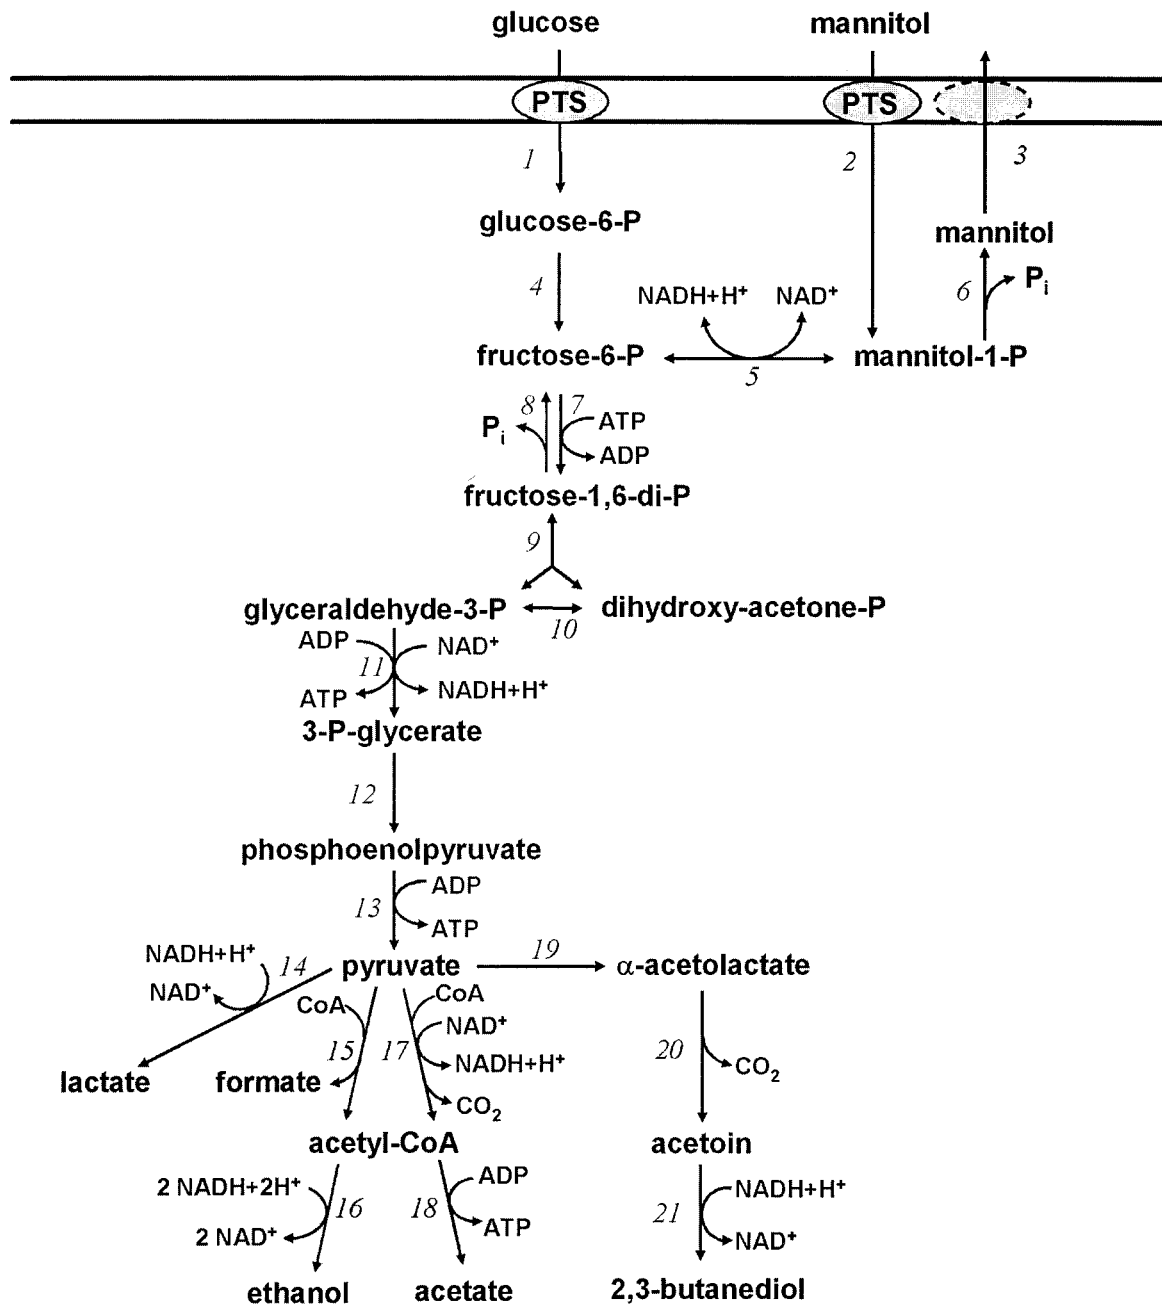 glucose
mannitol
PTS
PTS
1
2
3
glucose-6-P
mannitol
4
6
Pi
NADH+H⁺
NAD⁺
fructose-6-P
mannitol-1-P
5
8
7
Pi
ATP
ADP
fructose-1,6-di-P
9
glyceraldehyde-3-P
dihydroxy-acetone-P
10
ADP
NAD⁺
11
ATP
NADH+H⁺
3-P-glycerate
12
phosphoenolpyruvate
ADP
13
ATP
NADH+H⁺
14
pyruvate
19
α-acetolactate
NAD⁺
CoA
CoA
NAD⁺
15
17
20
NADH+H⁺
CO₂
lactate
formate
CO₂
acetyl-CoA
acetoin
2 NADH+2H⁺
ADP
NADH+H⁺
16
18
21
2 NAD⁺
ATP
NAD⁺
ethanol
acetate
2,3-butanediol